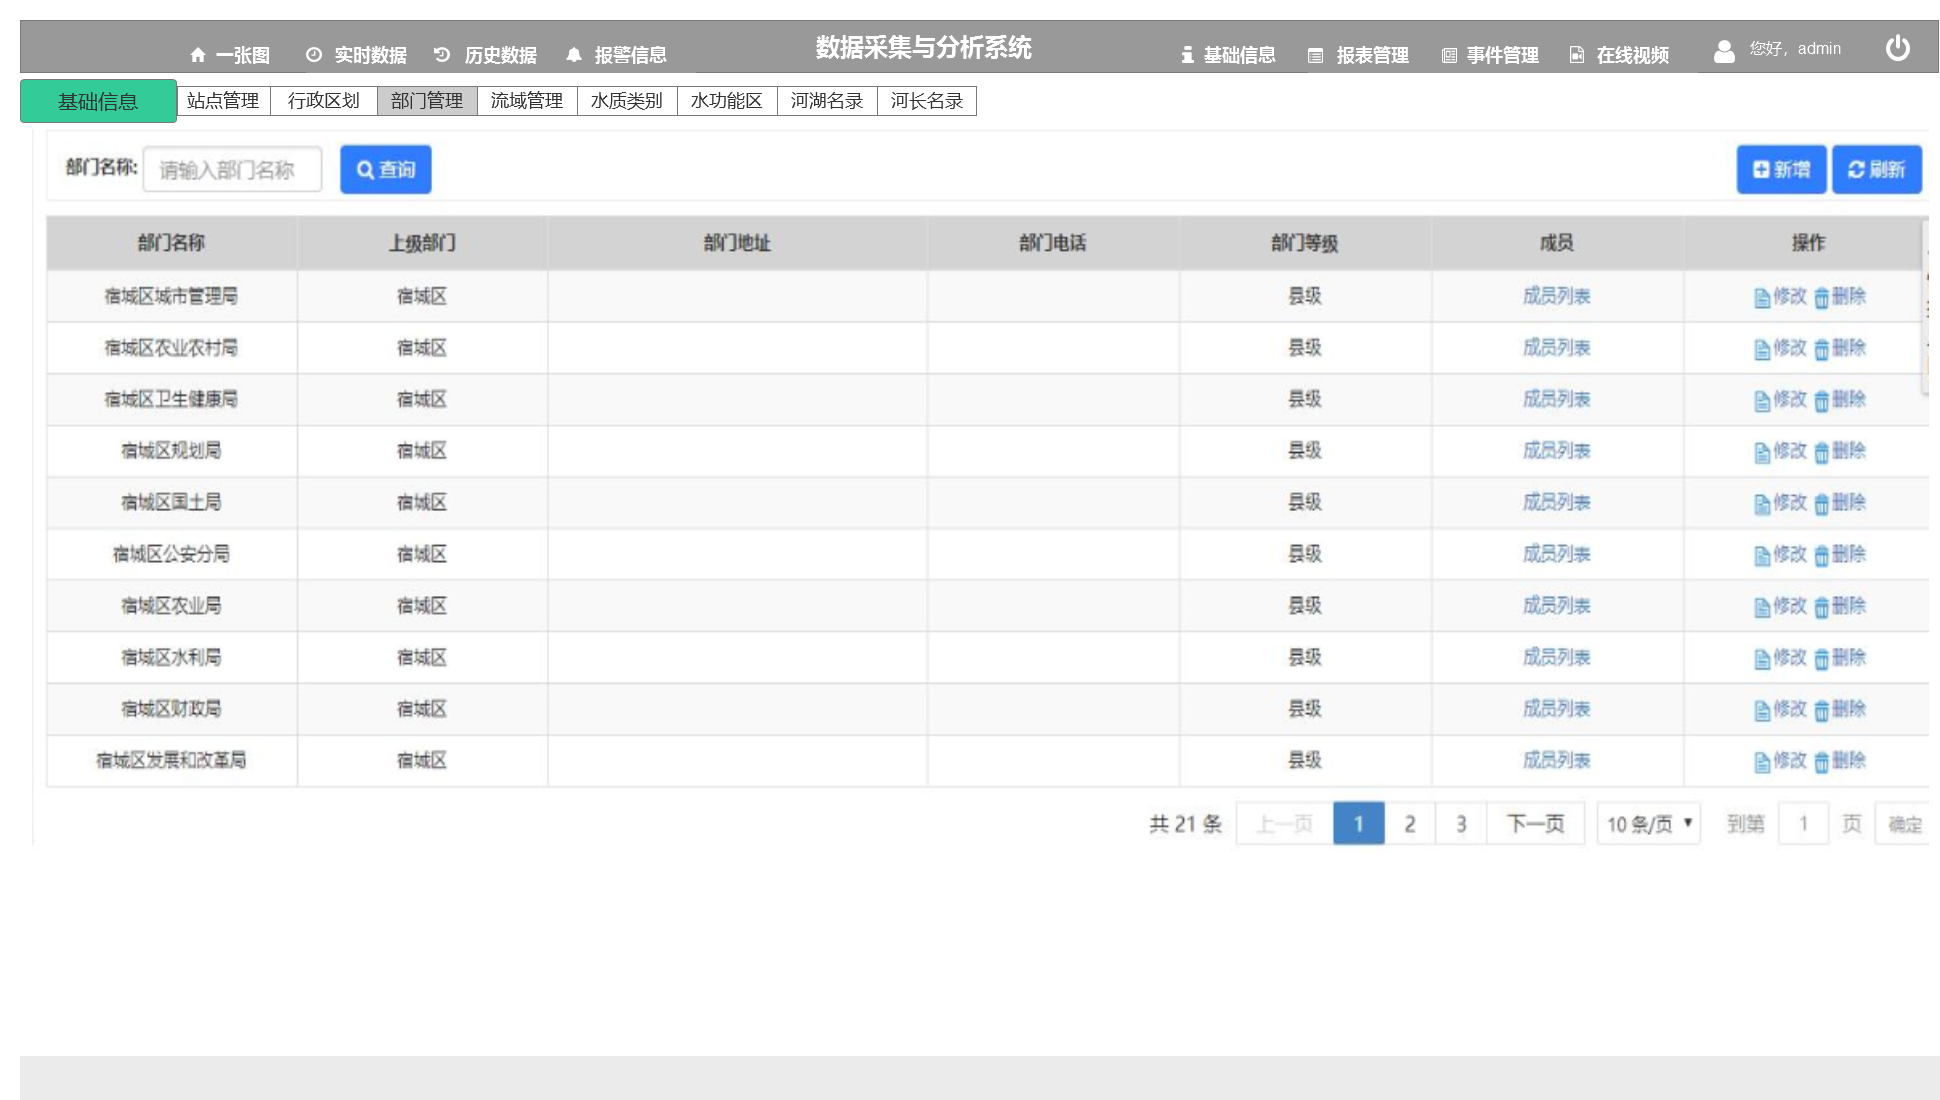 一张图 实时数据 历史数据 报警信息 数据采集与分析系统 基础信息 报表管理 事件管理 在线视频 您好，admin
基础信息 站点管理 行政区划 部门管理 流域管理 水质类别 水功能区 河湖名录 河长名录
部门名称: 请输入部门名称 查询 新增 刷新
部门名称 上级部门 部门地址 部门电话 部门等级 成员 操作
宿城区城市管理局 宿城区 县级 成员列表 修改 删除
宿城区农业农村局 宿城区 县级 成员列表 修改 删除
宿城区卫生健康局 宿城区 县级 成员列表 修改 删除
宿城区规划局 宿城区 县级 成员列表 修改 删除
宿城区国土局 宿城区 县级 成员列表 修改 删除
宿城区公安分局 宿城区 县级 成员列表 修改 删除
宿城区农业局 宿城区 县级 成员列表 修改 删除
宿城区水利局 宿城区 县级 成员列表 修改 删除
宿城区财政局 宿城区 县级 成员列表 修改 删除
宿城区发展和改革局 宿城区 县级 成员列表 修改 删除
共 21 条 上一页 1 2 3 下一页 10 条/页 到第 1 页 确定